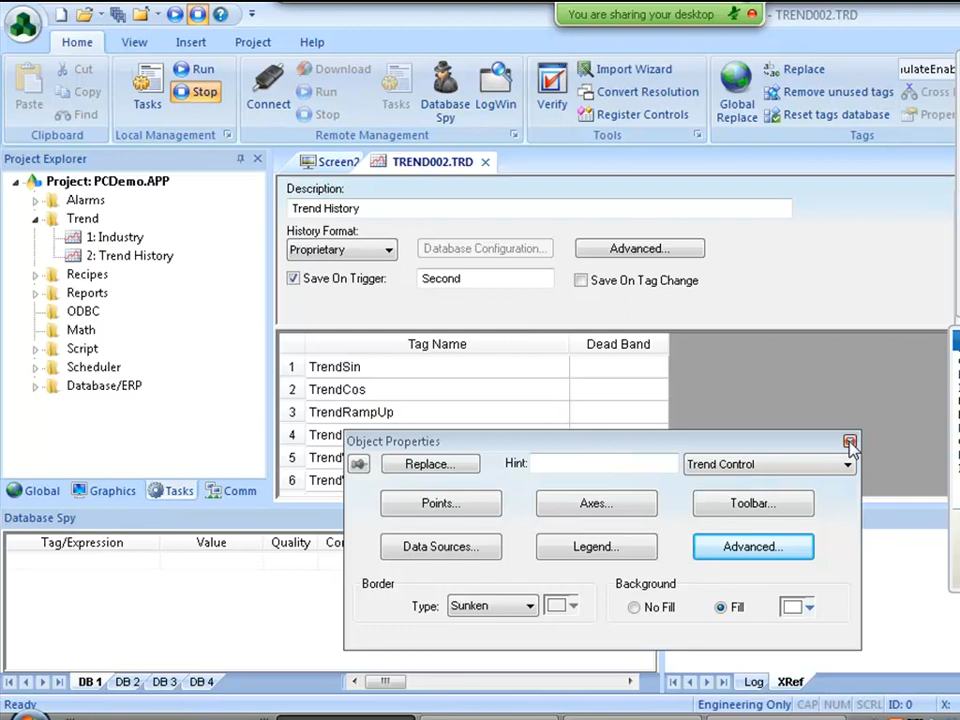 You are sharing your desktop
- TREND002.TRD
Home View Insert Project Help
Paste
Cut
Copy
Find
Clipboard
Tasks
Run
Stop
Local Management
Connect
Download
Run
Stop
Tasks
Database Spy
LogWin
Remote Management
Verify
Import Wizard
Convert Resolution
Register Controls
Tools
Global Replace
Replace
Remove unused tags
Reset tags database
Tags
ulateEnab
Cross
Proper
Project Explorer
Project: PCDemo.APP
Alarms
Trend
1: Industry
2: Trend History
Recipes
Reports
ODBC
Math
Script
Scheduler
Database/ERP
Global Graphics Tasks Comm
Screen2 TREND002.TRD
Description:
Trend History
History Format:
Proprietary Database Configuration... Advanced...
Save On Trigger: Second Save On Tag Change
Tag Name Dead Band
1 TrendSin
2 TrendCos
3 TrendRampUp
4 Trend
5 Trend
6 Trend
Object Properties
Replace... Hint: Trend Control
Points... Axes... Toolbar...
Data Sources... Legend... Advanced...
Border
Type: Sunken
Background
No Fill Fill
Database Spy
Tag/Expression Value Quality Con
DB 1 DB 2 DB 3 DB 4
Log XRef
Ready
Engineering Only CAP NUM SCRL ID: 0 X: